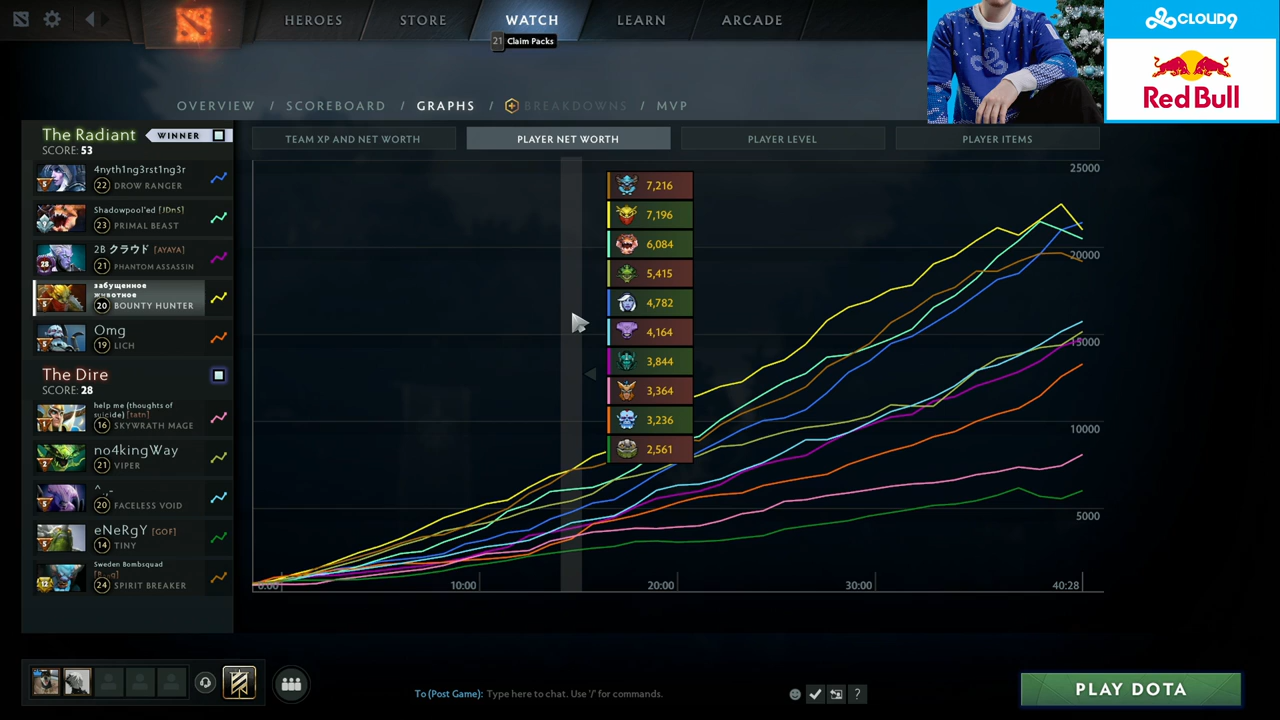 HEROES
STORE
WATCH
LEARN
ARCADE
21 Claim Packs
CLOUD9
Red Bull
OVERVIEW / SCOREBOARD / GRAPHS / BREAKDOWNS / MVP
The Radiant
WINNER
SCORE: 53
TEAM XP AND NET WORTH
PLAYER NET WORTH
PLAYER LEVEL
PLAYER ITEMS
4nyth1ng3rst1ng3r
22 DROW RANGER
Shadowpool'ed [JDnS]
23 PRIMAL BEAST
2B クラウド [AYAYA]
21 PHANTOM ASSASSIN
забущенное
животное
20 BOUNTY HUNTER
Omg
19 LICH
The Dire
SCORE: 28
help me (thoughts of
suicide) [tatn]
16 SKYWRATH MAGE
no4kingWay
21 VIPER
^_,-
20 FACELESS VOID
eNeRgY [GOF]
14 TINY
Sweden Bombsquad
24 SPIRIT BREAKER
7,216
7,196
6,084
5,415
4,782
4,164
3,844
3,364
3,236
2,561
25000
20000
15000
10000
5000
0:00
10:00
20:00
30:00
40:28
To (Post Game): Type here to chat. Use '/' for commands.
?
PLAY DOTA